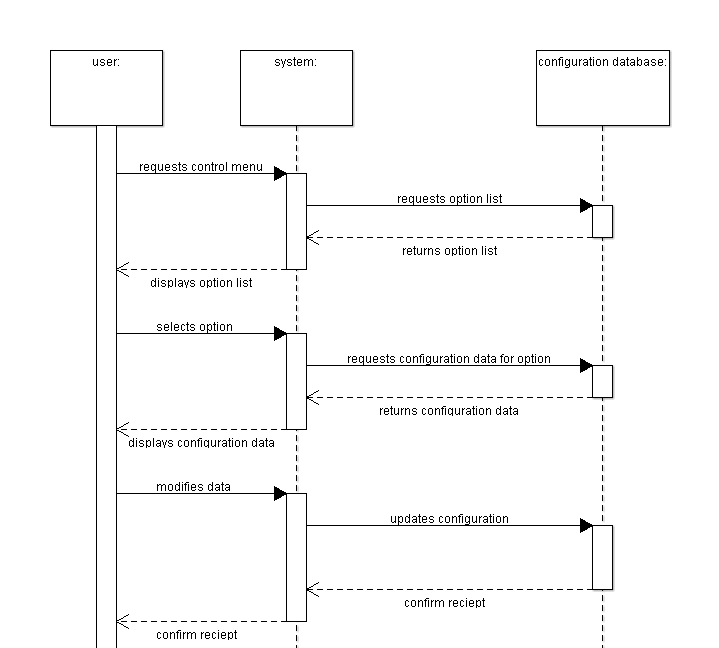 user:
system:
configuration database:
requests control menu
requests option list
returns option list
displays option list
selects option
requests configuration data for option
returns configuration data
displays configuration data
modifies data
updates configuration
confirm reciept
confirm reciept